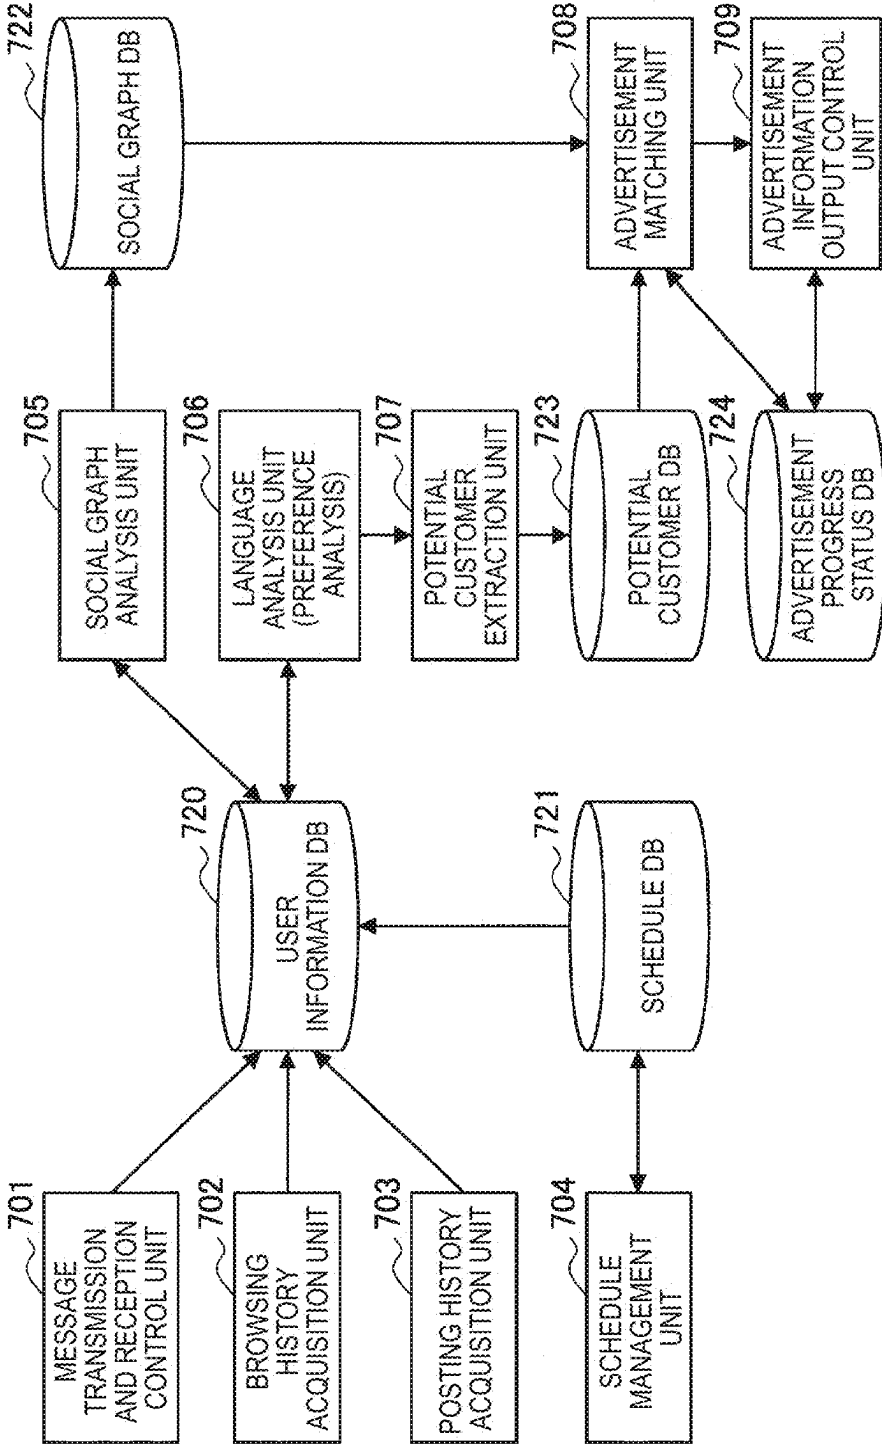 701
MESSAGE
TRANSMISSION
AND RECEPTION
CONTROL UNIT
702
BROWSING
HISTORY
ACQUISITION UNIT
703
POSTING HISTORY
ACQUISITION UNIT
704
SCHEDULE
MANAGEMENT
UNIT
720
USER
INFORMATION DB
721
SCHEDULE DB
705
SOCIAL GRAPH
ANALYSIS UNIT
706
LANGUAGE
ANALYSIS UNIT
(PREFERENCE
ANALYSIS)
707
POTENTIAL
CUSTOMER
EXTRACTION UNIT
723
POTENTIAL
CUSTOMER DB
724
ADVERTISEMENT
PROGRESS
STATUS DB
722
SOCIAL GRAPH DB
708
ADVERTISEMENT
MATCHING UNIT
709
ADVERTISEMENT
INFORMATION
OUTPUT CONTROL
UNIT